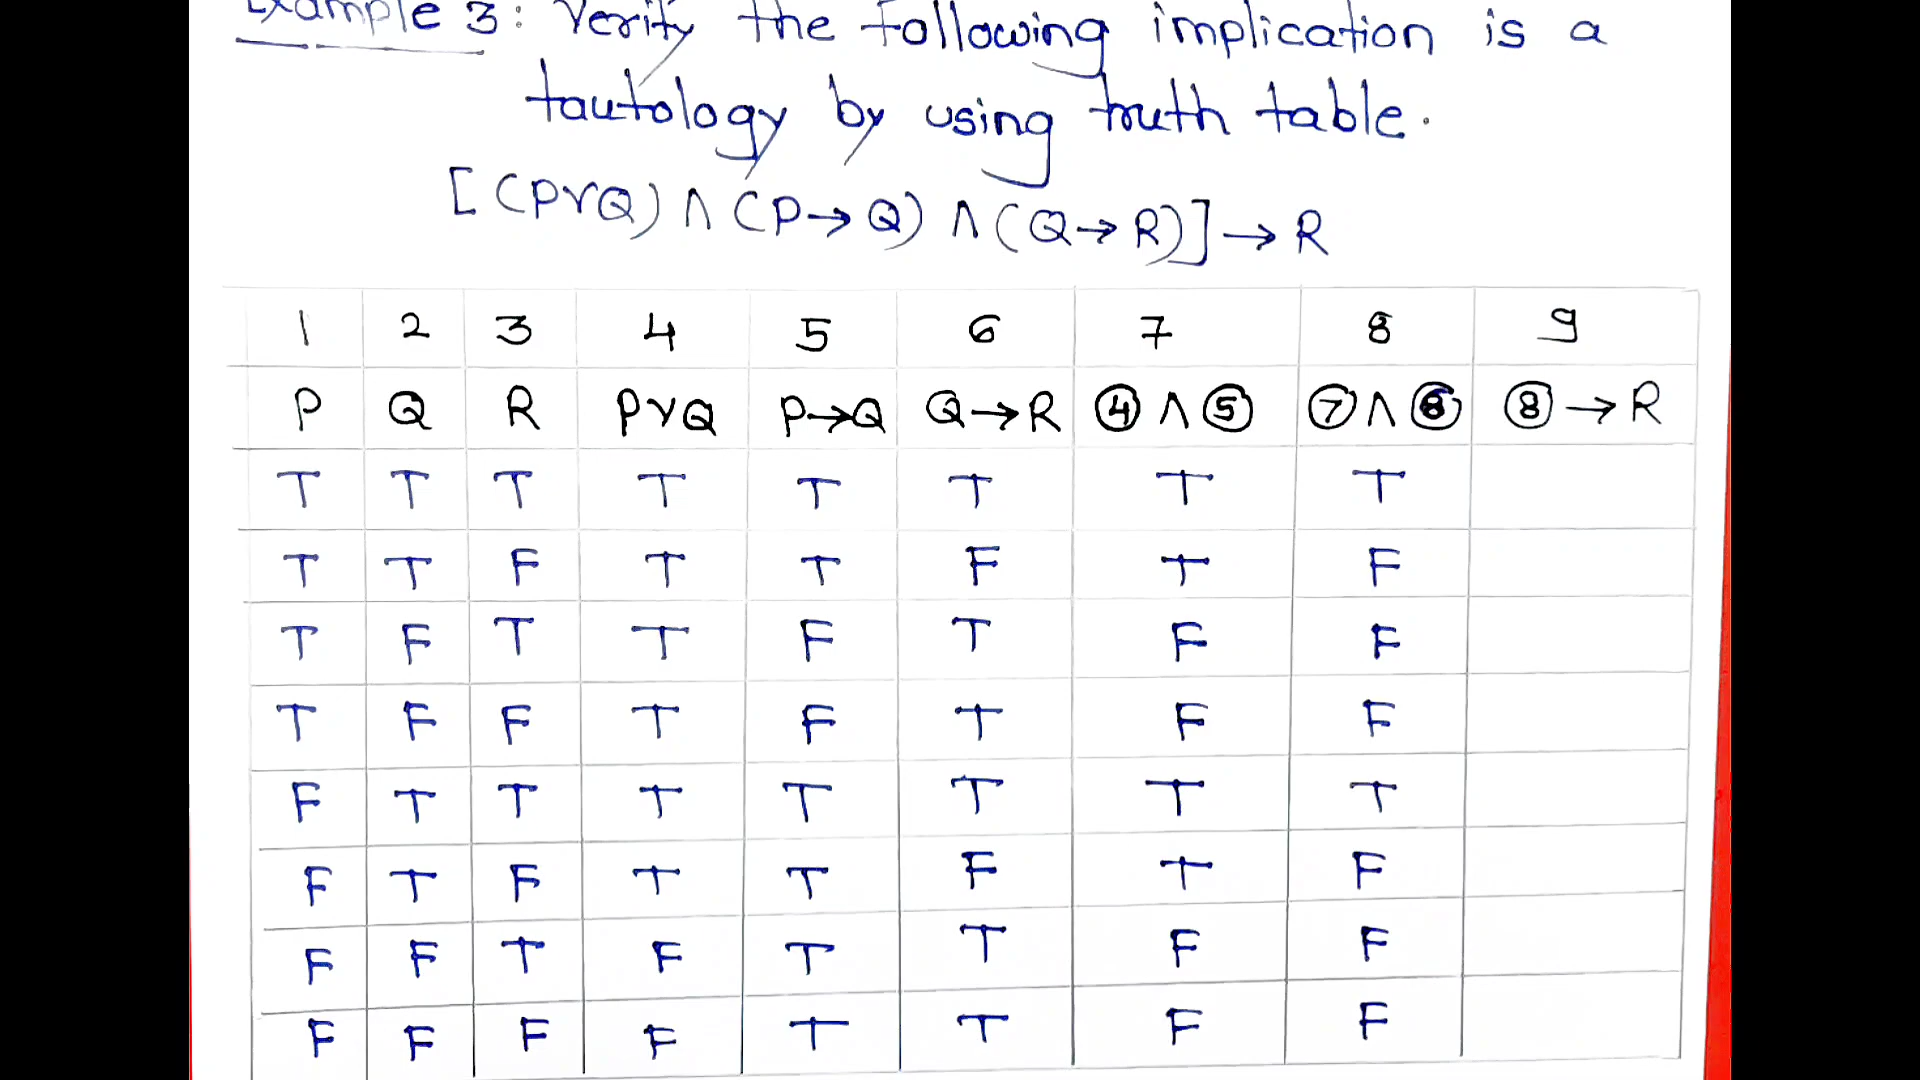 Example 3: Verify the following implication is a
tautology by using truth table.
[(P∨Q) ∧ (P→Q) ∧ (Q→R)] → R
1 2 3 4 5 6 7 8 9
P Q R P∨Q P→Q Q→R ④ ∧ ⑤ ⑦ ∧ ⑥ ⑧ → R
T T T T T T T T
T T F T T F T F
T F T T F T F F
T F F T F T F F
F T T T T T T T
F T F T T F T F
F F T F T T F F
F F F F T T F F